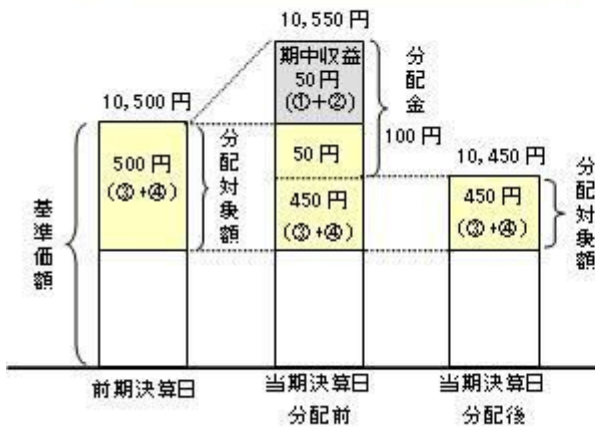 10,550円
期中収益
50円
(①+②)
分配金
100円
10,500円
500円
(③+④)
分配対象額
50円
450円
(③+④)
10,450円
450円
(③+④)
分配対象額
基準価額
前期決算日
当期決算日
分配前
当期決算日
分配後